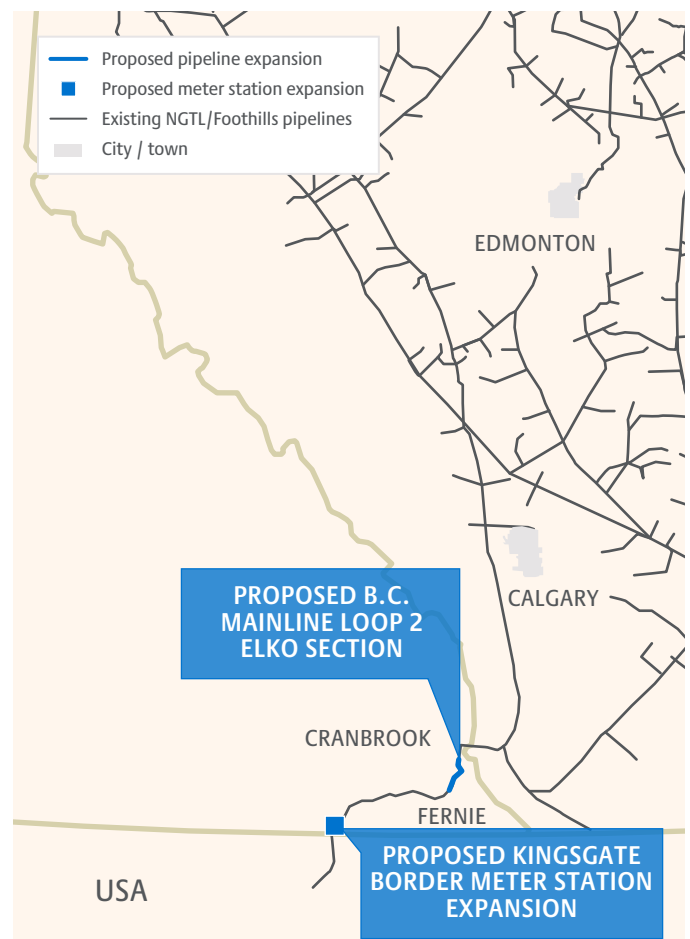 Proposed pipeline expansion
Proposed meter station expansion
Existing NGTL/Foothills pipelines
City / town
EDMONTON
CALGARY
PROPOSED B.C.
MAINLINE LOOP 2
ELKO SECTION
CRANBROOK
FERNIE
PROPOSED KINGSGATE
BORDER METER STATION
EXPANSION
USA